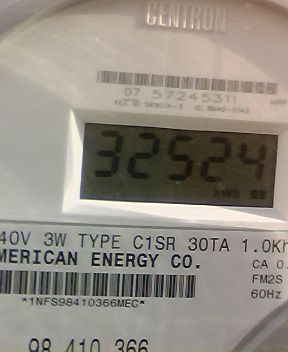 CENTRON®
07 57245311
32524
kWh
40V 3W TYPE C1SR 30TA 1.0Kh
MERICAN ENERGY CO.
CA 0.
FM2S
60Hz
*1NFS98410366MEC*
98 410 366